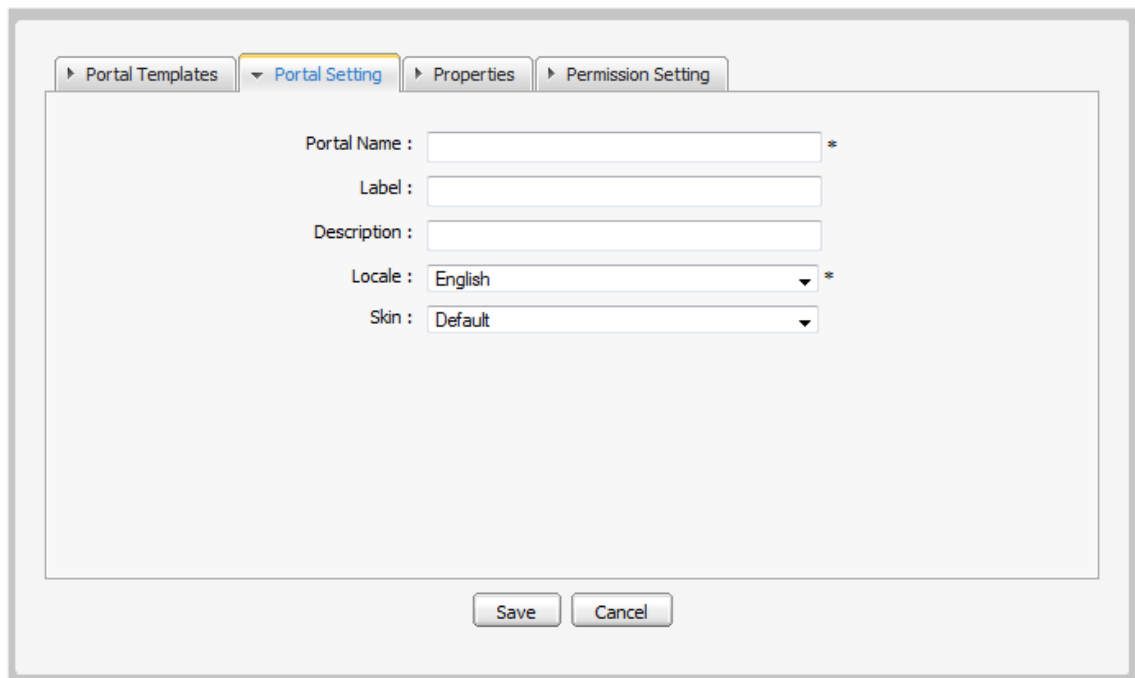 Portal Templates Portal Setting Properties Permission Setting
Portal Name : *
Label :
Description :
Locale : English *
Skin : Default
Save Cancel